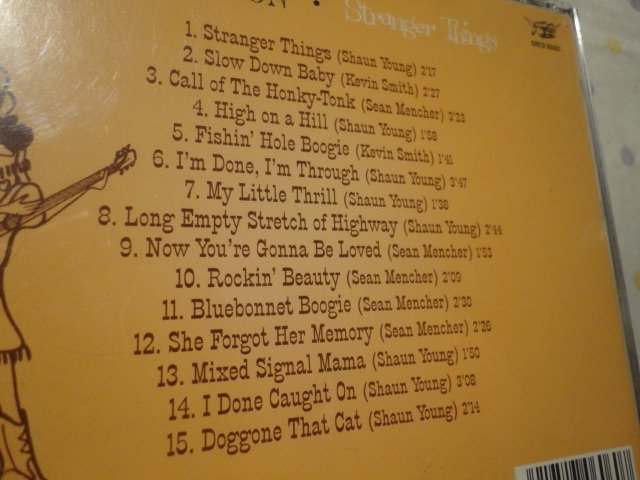 ON • Stranger Things
1. Stranger Things (Shaun Young) 2'17
2. Slow Down Baby (Kevin Smith) 2'27
3. Call of The Honky-Tonk (Sean Mencher) 3'23
4. High on a Hill (Shaun Young) 1'58
5. Fishin' Hole Boogie (Kevin Smith) 1'41
6. I'm Done, I'm Through (Shaun Young) 3'47
7. My Little Thrill (Shaun Young) 1'38
8. Long Empty Stretch of Highway (Shaun Young) 2'44
9. Now You're Gonna Be Loved (Sean Mencher) 1'53
10. Rockin' Beauty (Sean Mencher) 2'09
11. Bluebonnet Boogie (Sean Mencher) 2'30
12. She Forgot Her Memory (Sean Mencher) 2'26
13. Mixed Signal Mama (Shaun Young) 1'50
14. I Done Caught On (Shaun Young) 3'08
15. Doggone That Cat (Shaun Young) 2'14